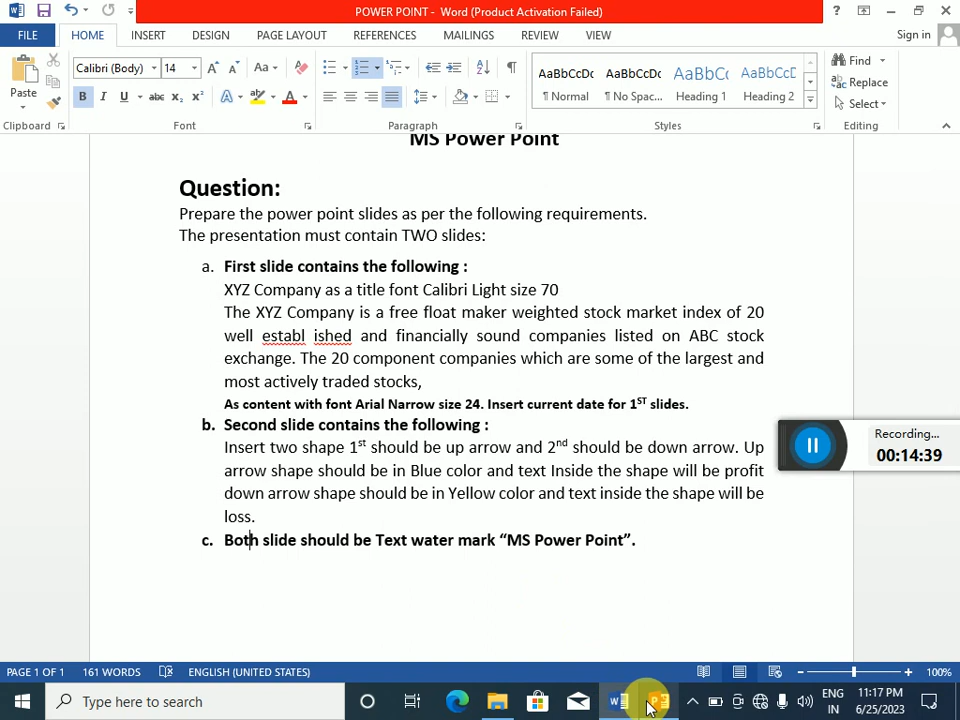 POWER POINT - Word (Product Activation Failed)
FILE HOME INSERT DESIGN PAGE LAYOUT REFERENCES MAILINGS REVIEW VIEW Sign in
Calibri (Body) 14 Aa
Find
Replace
Select
Paste
B I U abc x₂ x² A A
AaBbCcDc AaBbCcDc AaBbC AaBbCcD
¶ Normal ¶ No Spac... Heading 1 Heading 2
Clipboard Font Paragraph Styles Editing
MS Power Point
Question:
Prepare the power point slides as per the following requirements.
The presentation must contain TWO slides:
a. First slide contains the following :
XYZ Company as a title font Calibri Light size 70
The XYZ Company is a free float maker weighted stock market index of 20
well establ ished and financially sound companies listed on ABC stock
exchange. The 20 component companies which are some of the largest and
most actively traded stocks,
As content with font Arial Narrow size 24. Insert current date for 1ST slides.
b. Second slide contains the following :
Insert two shape 1st should be up arrow and 2nd should be down arrow. Up
arrow shape should be in Blue color and text Inside the shape will be profit
down arrow shape should be in Yellow color and text inside the shape will be
loss.
c. Both slide should be Text water mark “MS Power Point”.
Recording...
00:14:39
PAGE 1 OF 1 161 WORDS ENGLISH (UNITED STATES) 100%
Type here to search
ENG
IN
11:17 PM
6/25/2023